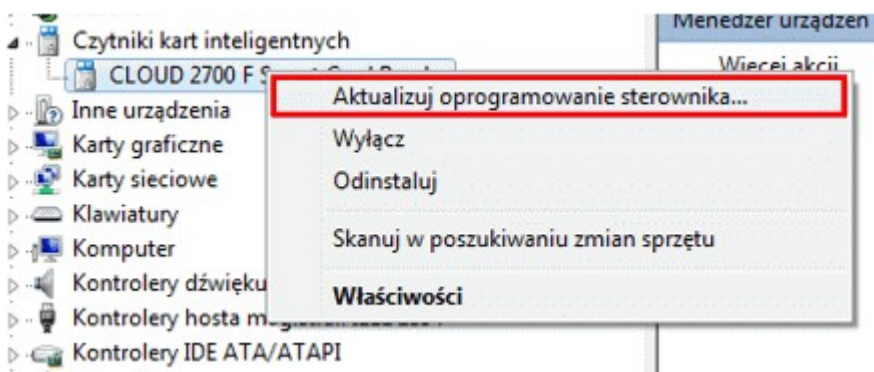 Menedżer urządzeń
Czytniki kart inteligentnych
Więcej akcji
CLOUD 2700 F
Aktualizuj oprogramowanie sterownika...
Inne urządzenia
Karty graficzne
Wyłącz
Karty sieciowe
Odinstaluj
Klawiatury
Komputer
Skanuj w poszukiwaniu zmian sprzętu
Kontrolery dźwięku
Właściwości
Kontrolery hosta
Kontrolery IDE ATA/ATAPI